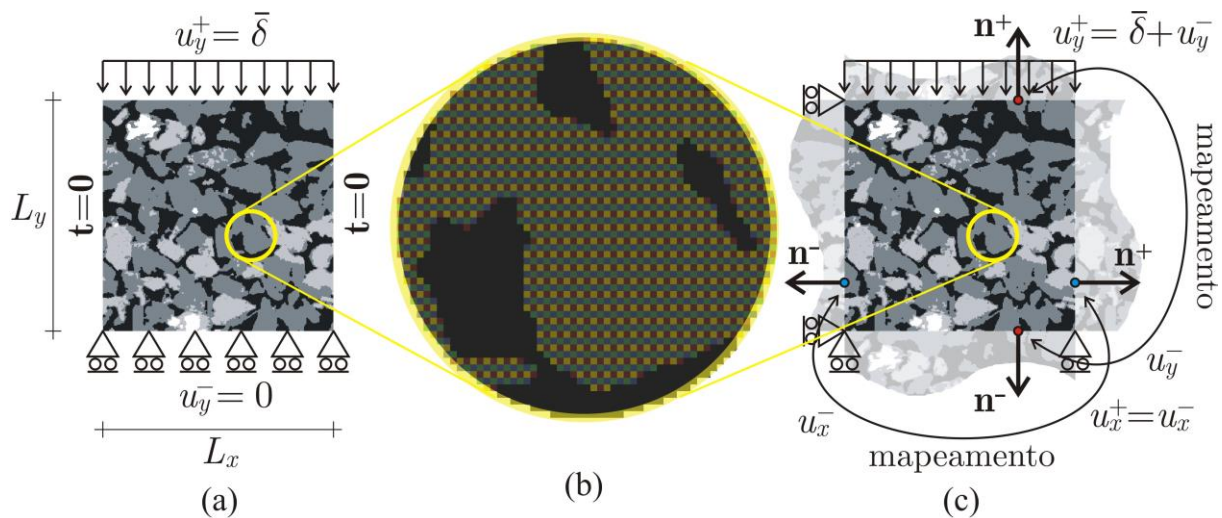 u_y^+ = δ̄
L_y
t=0
t=0
u_y^- = 0
L_x
(a)
(b)
n^+
u_y^+ = δ̄ + u_y^-
mapeamento
n^-
n^+
u_y^-
n^-
u_x^-
u_x^+ = u_x^-
mapeamento
(c)